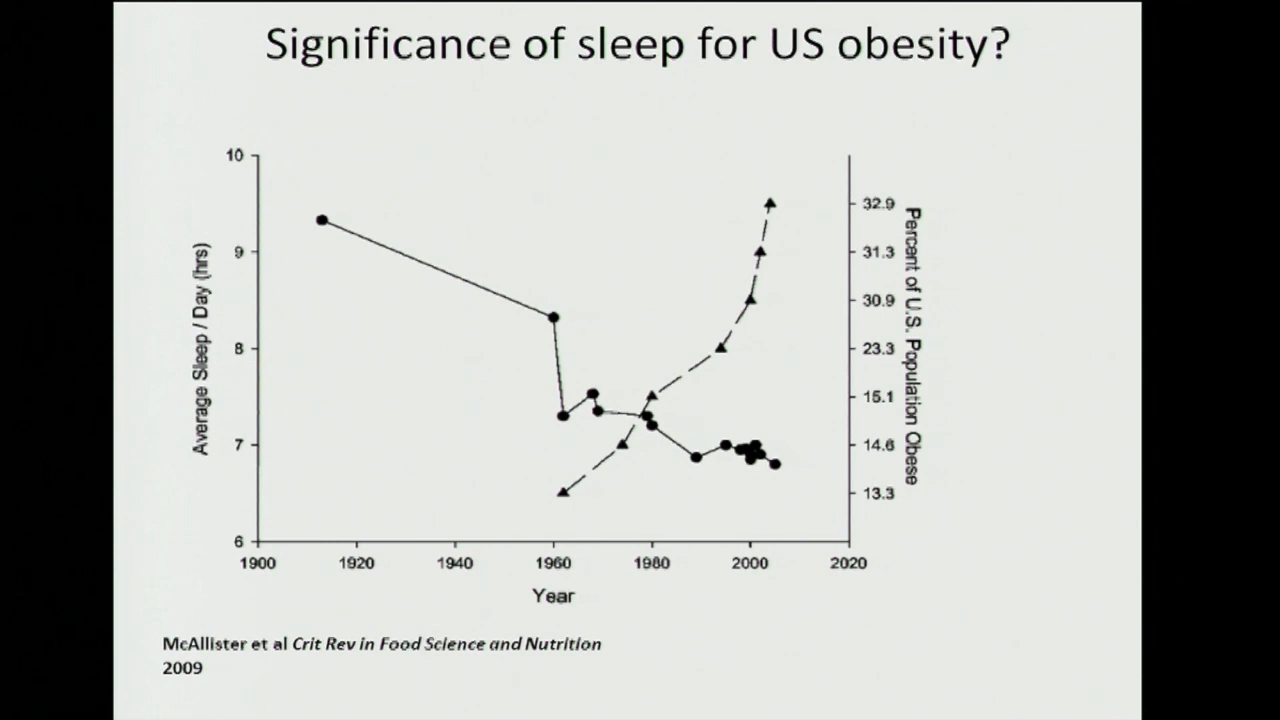 Significance of sleep for US obesity?
10
9
8
7
6
Average Sleep / Day (hrs)
32.9
31.3
30.9
23.3
15.1
14.6
13.3
Percent of U.S. Population Obese
1900 1920 1940 1960 1980 2000 2020
Year
McAllister et al Crit Rev in Food Science and Nutrition
2009